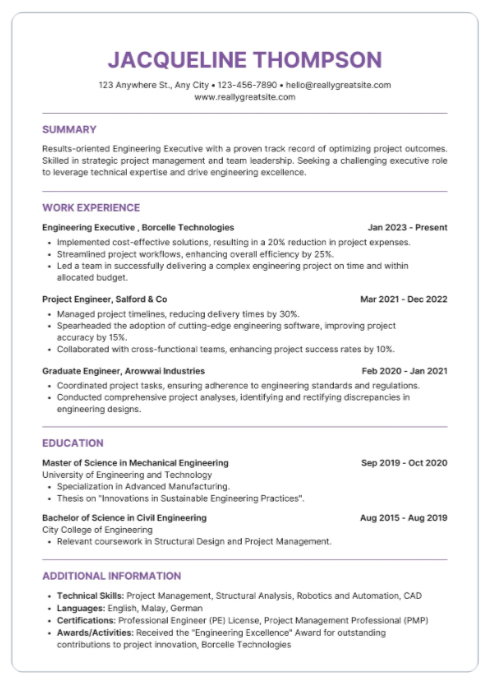 JACQUELINE THOMPSON
123 Anywhere St., Any City • 123-456-7890 • hello@reallygreatsite.com
www.reallygreatsite.com
SUMMARY
Results-oriented Engineering Executive with a proven track record of optimizing project outcomes.
Skilled in strategic project management and team leadership. Seeking a challenging executive role
to leverage technical expertise and drive engineering excellence.
WORK EXPERIENCE
Engineering Executive , Borcelle Technologies Jan 2023 - Present
• Implemented cost-effective solutions, resulting in a 20% reduction in project expenses.
• Streamlined project workflows, enhancing overall efficiency by 25%.
• Led a team in successfully delivering a complex engineering project on time and within
allocated budget.
Project Engineer, Salford & Co Mar 2021 - Dec 2022
• Managed project timelines, reducing delivery times by 30%.
• Spearheaded the adoption of cutting-edge engineering software, improving project
accuracy by 15%.
• Collaborated with cross-functional teams, enhancing project success rates by 10%.
Graduate Engineer, Arowwai Industries Feb 2020 - Jan 2021
• Coordinated project tasks, ensuring adherence to engineering standards and regulations.
• Conducted comprehensive project analyses, identifying and rectifying discrepancies in
engineering designs.
EDUCATION
Master of Science in Mechanical Engineering Sep 2019 - Oct 2020
University of Engineering and Technology
• Specialization in Advanced Manufacturing.
• Thesis on "Innovations in Sustainable Engineering Practices".
Bachelor of Science in Civil Engineering Aug 2015 - Aug 2019
City College of Engineering
• Relevant coursework in Structural Design and Project Management.
ADDITIONAL INFORMATION
• Technical Skills: Project Management, Structural Analysis, Robotics and Automation, CAD
• Languages: English, Malay, German
• Certifications: Professional Engineer (PE) License, Project Management Professional (PMP)
• Awards/Activities: Received the "Engineering Excellence" Award for outstanding
contributions to project innovation, Borcelle Technologies